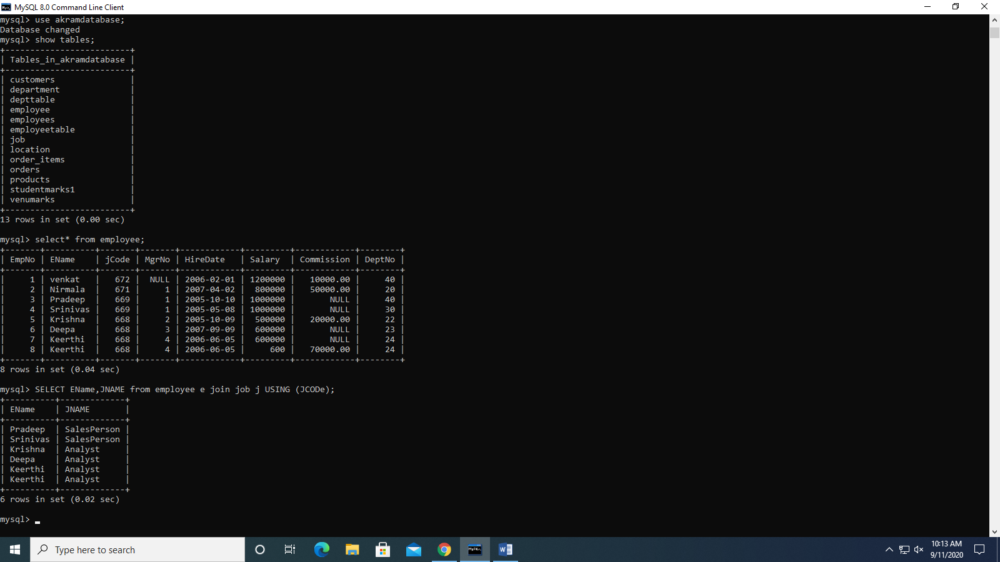 MySQL 8.0 Command Line Client
mysql> use akramdatabase;
Database changed
mysql> show tables;
+-------------------------+
| Tables_in_akramdatabase |
+-------------------------+
| customers               |
| department              |
| depttable               |
| employee                |
| employees               |
| employeetable           |
| job                     |
| location                |
| order_items             |
| orders                  |
| products                |
| studentmarks1           |
| venumarks               |
+-------------------------+
13 rows in set (0.00 sec)
mysql> select* from employee;
+-------+----------+-------+-------+------------+---------+------------+--------+
| EmpNo | EName    | jCode | MgrNo | HireDate   | Salary  | Commission | DeptNo |
+-------+----------+-------+-------+------------+---------+------------+--------+
|     1 | venkat   |   672 |  NULL | 2006-02-01 | 1200000 |   10000.00 |     40 |
|     2 | Nirmala  |   671 |     1 | 2007-04-02 |  800000 |   50000.00 |     20 |
|     3 | Pradeep  |   669 |     1 | 2005-10-10 | 1000000 |       NULL |     40 |
|     4 | Srinivas |   669 |     1 | 2005-05-08 | 1000000 |       NULL |     30 |
|     5 | Krishna  |   668 |     2 | 2005-10-09 |  500000 |   20000.00 |     22 |
|     6 | Deepa    |   668 |     3 | 2007-09-09 |  600000 |       NULL |     23 |
|     7 | Keerthi  |   668 |     4 | 2006-06-05 |  600000 |       NULL |     24 |
|     8 | Keerthi  |   668 |     4 | 2006-06-05 |     600 |   70000.00 |     24 |
+-------+----------+-------+-------+------------+---------+------------+--------+
8 rows in set (0.04 sec)
mysql> SELECT EName,JNAME from employee e join job j USING (JCODe);
+----------+-------------+
| EName    | JNAME       |
+----------+-------------+
| Pradeep  | SalesPerson |
| Srinivas | SalesPerson |
| Krishna  | Analyst     |
| Deepa    | Analyst     |
| Keerthi  | Analyst     |
| Keerthi  | Analyst     |
+----------+-------------+
6 rows in set (0.02 sec)
mysql>
Type here to search
10:13 AM
9/11/2020